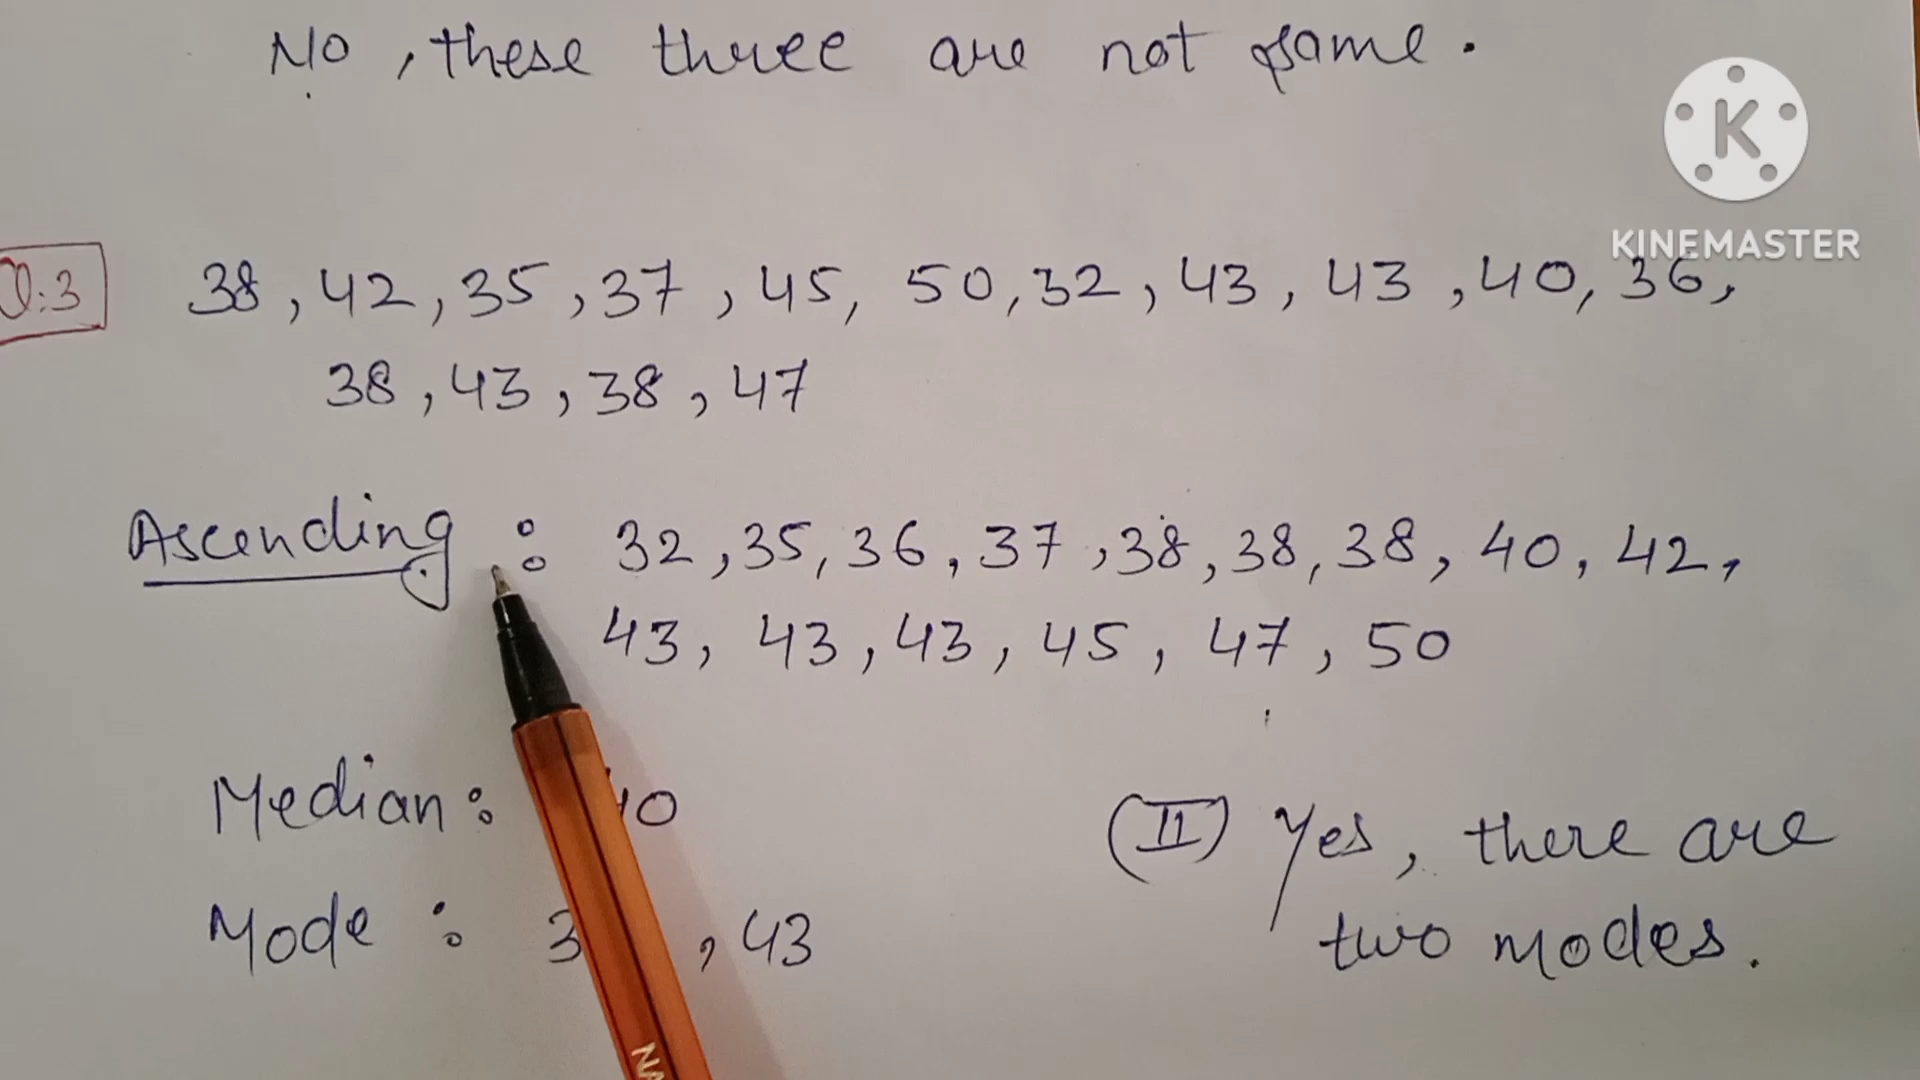 No, these three are not same.
K
KINEMASTER
Q.3 38, 42, 35, 37, 45, 50, 32, 43, 43, 40, 36,
38, 43, 38, 47
Ascending : 32, 35, 36, 37, 38, 38, 38, 40, 42,
43, 43, 43, 45, 47, 50
Median : 40
(II) Yes, there are
Mode : 3 , 43
two modes.